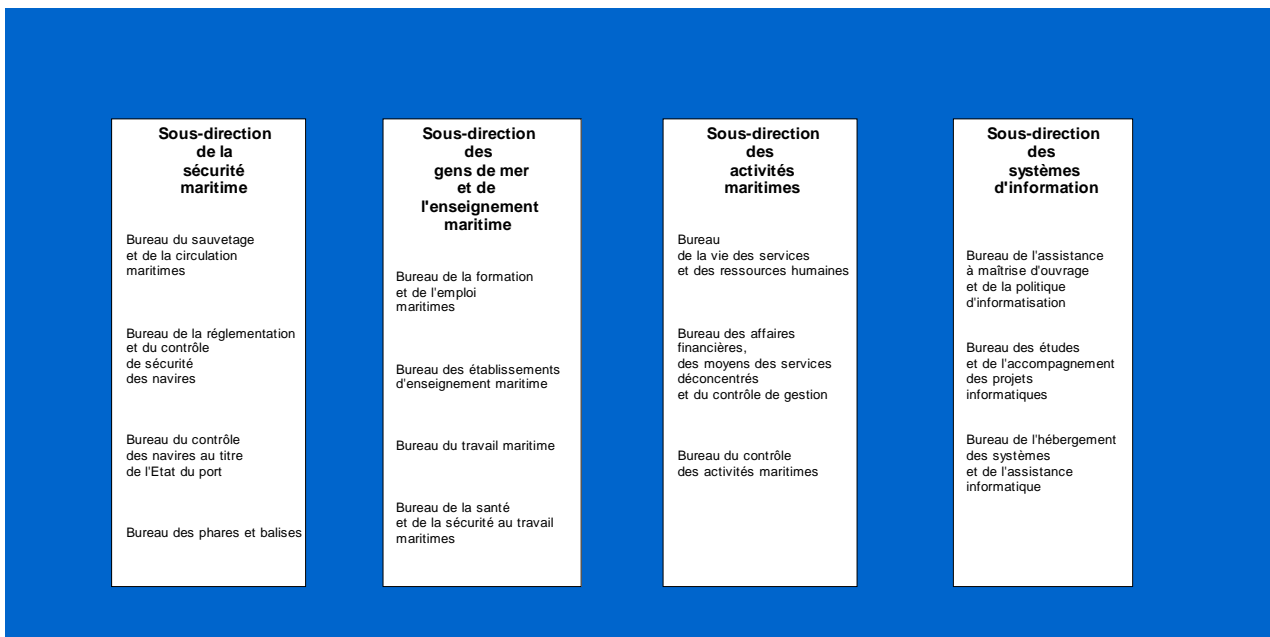 Sous-direction
de la
sécurité
maritime
Bureau du sauvetage
et de la circulation
maritimes
Bureau de la réglementation
et du contrôle
de sécurité
des navires
Bureau du contrôle
des navires au titre
de l'Etat du port
Bureau des phares et balises
Sous-direction
des
gens de mer
et de
l'enseignement
maritime
Bureau de la formation
et de l'emploi
maritimes
Bureau des établissements
d'enseignement maritime
Bureau du travail maritime
Bureau de la santé
et de la sécurité au travail
maritimes
Sous-direction
des
activités
maritimes
Bureau
de la vie des services
et des ressources humaines
Bureau des affaires
financières,
des moyens des services
déconcentrés
et du contrôle de gestion
Bureau du contrôle
des activités maritimes
Sous-direction
des
systèmes
d'information
Bureau de l'assistance
à maîtrise d'ouvrage
et de la politique
d'informatisation
Bureau des études
et de l'accompagnement
des projets
informatiques
Bureau de l'hébergement
des systèmes
et de l'assistance
informatique